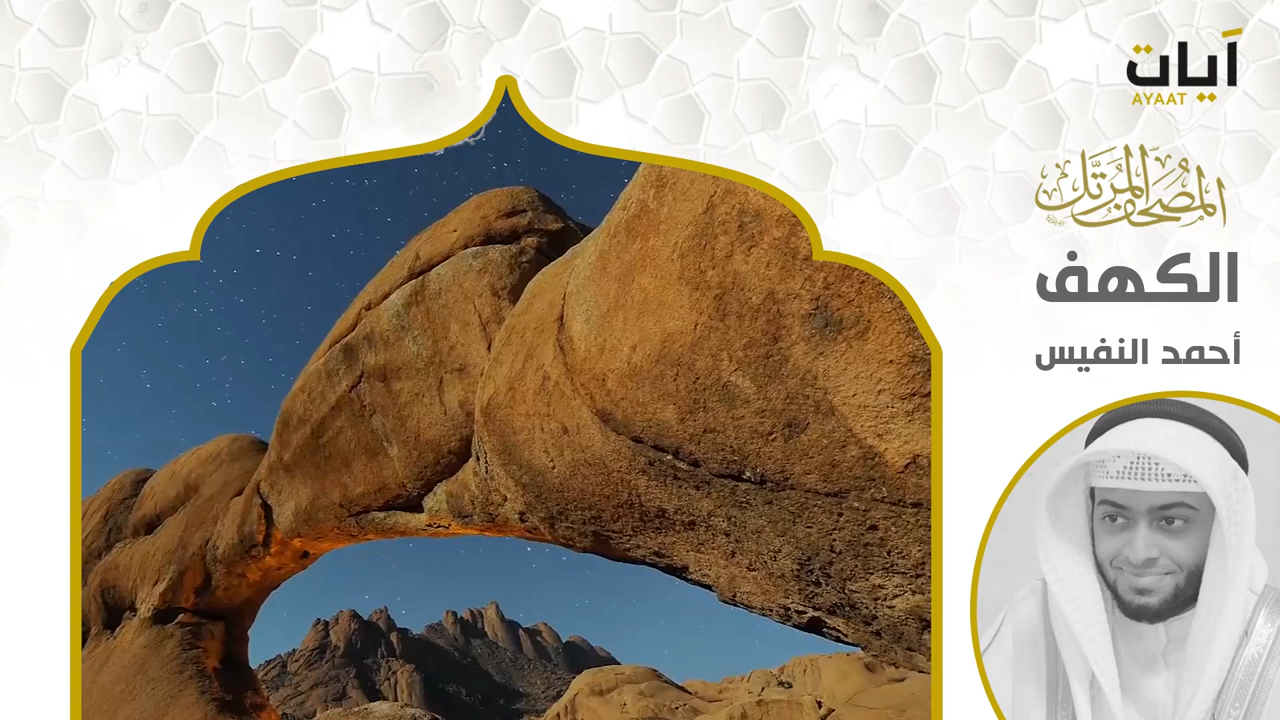 آيات
AYAAT
المصحف المرتل
الكهف
أحمد النفيس